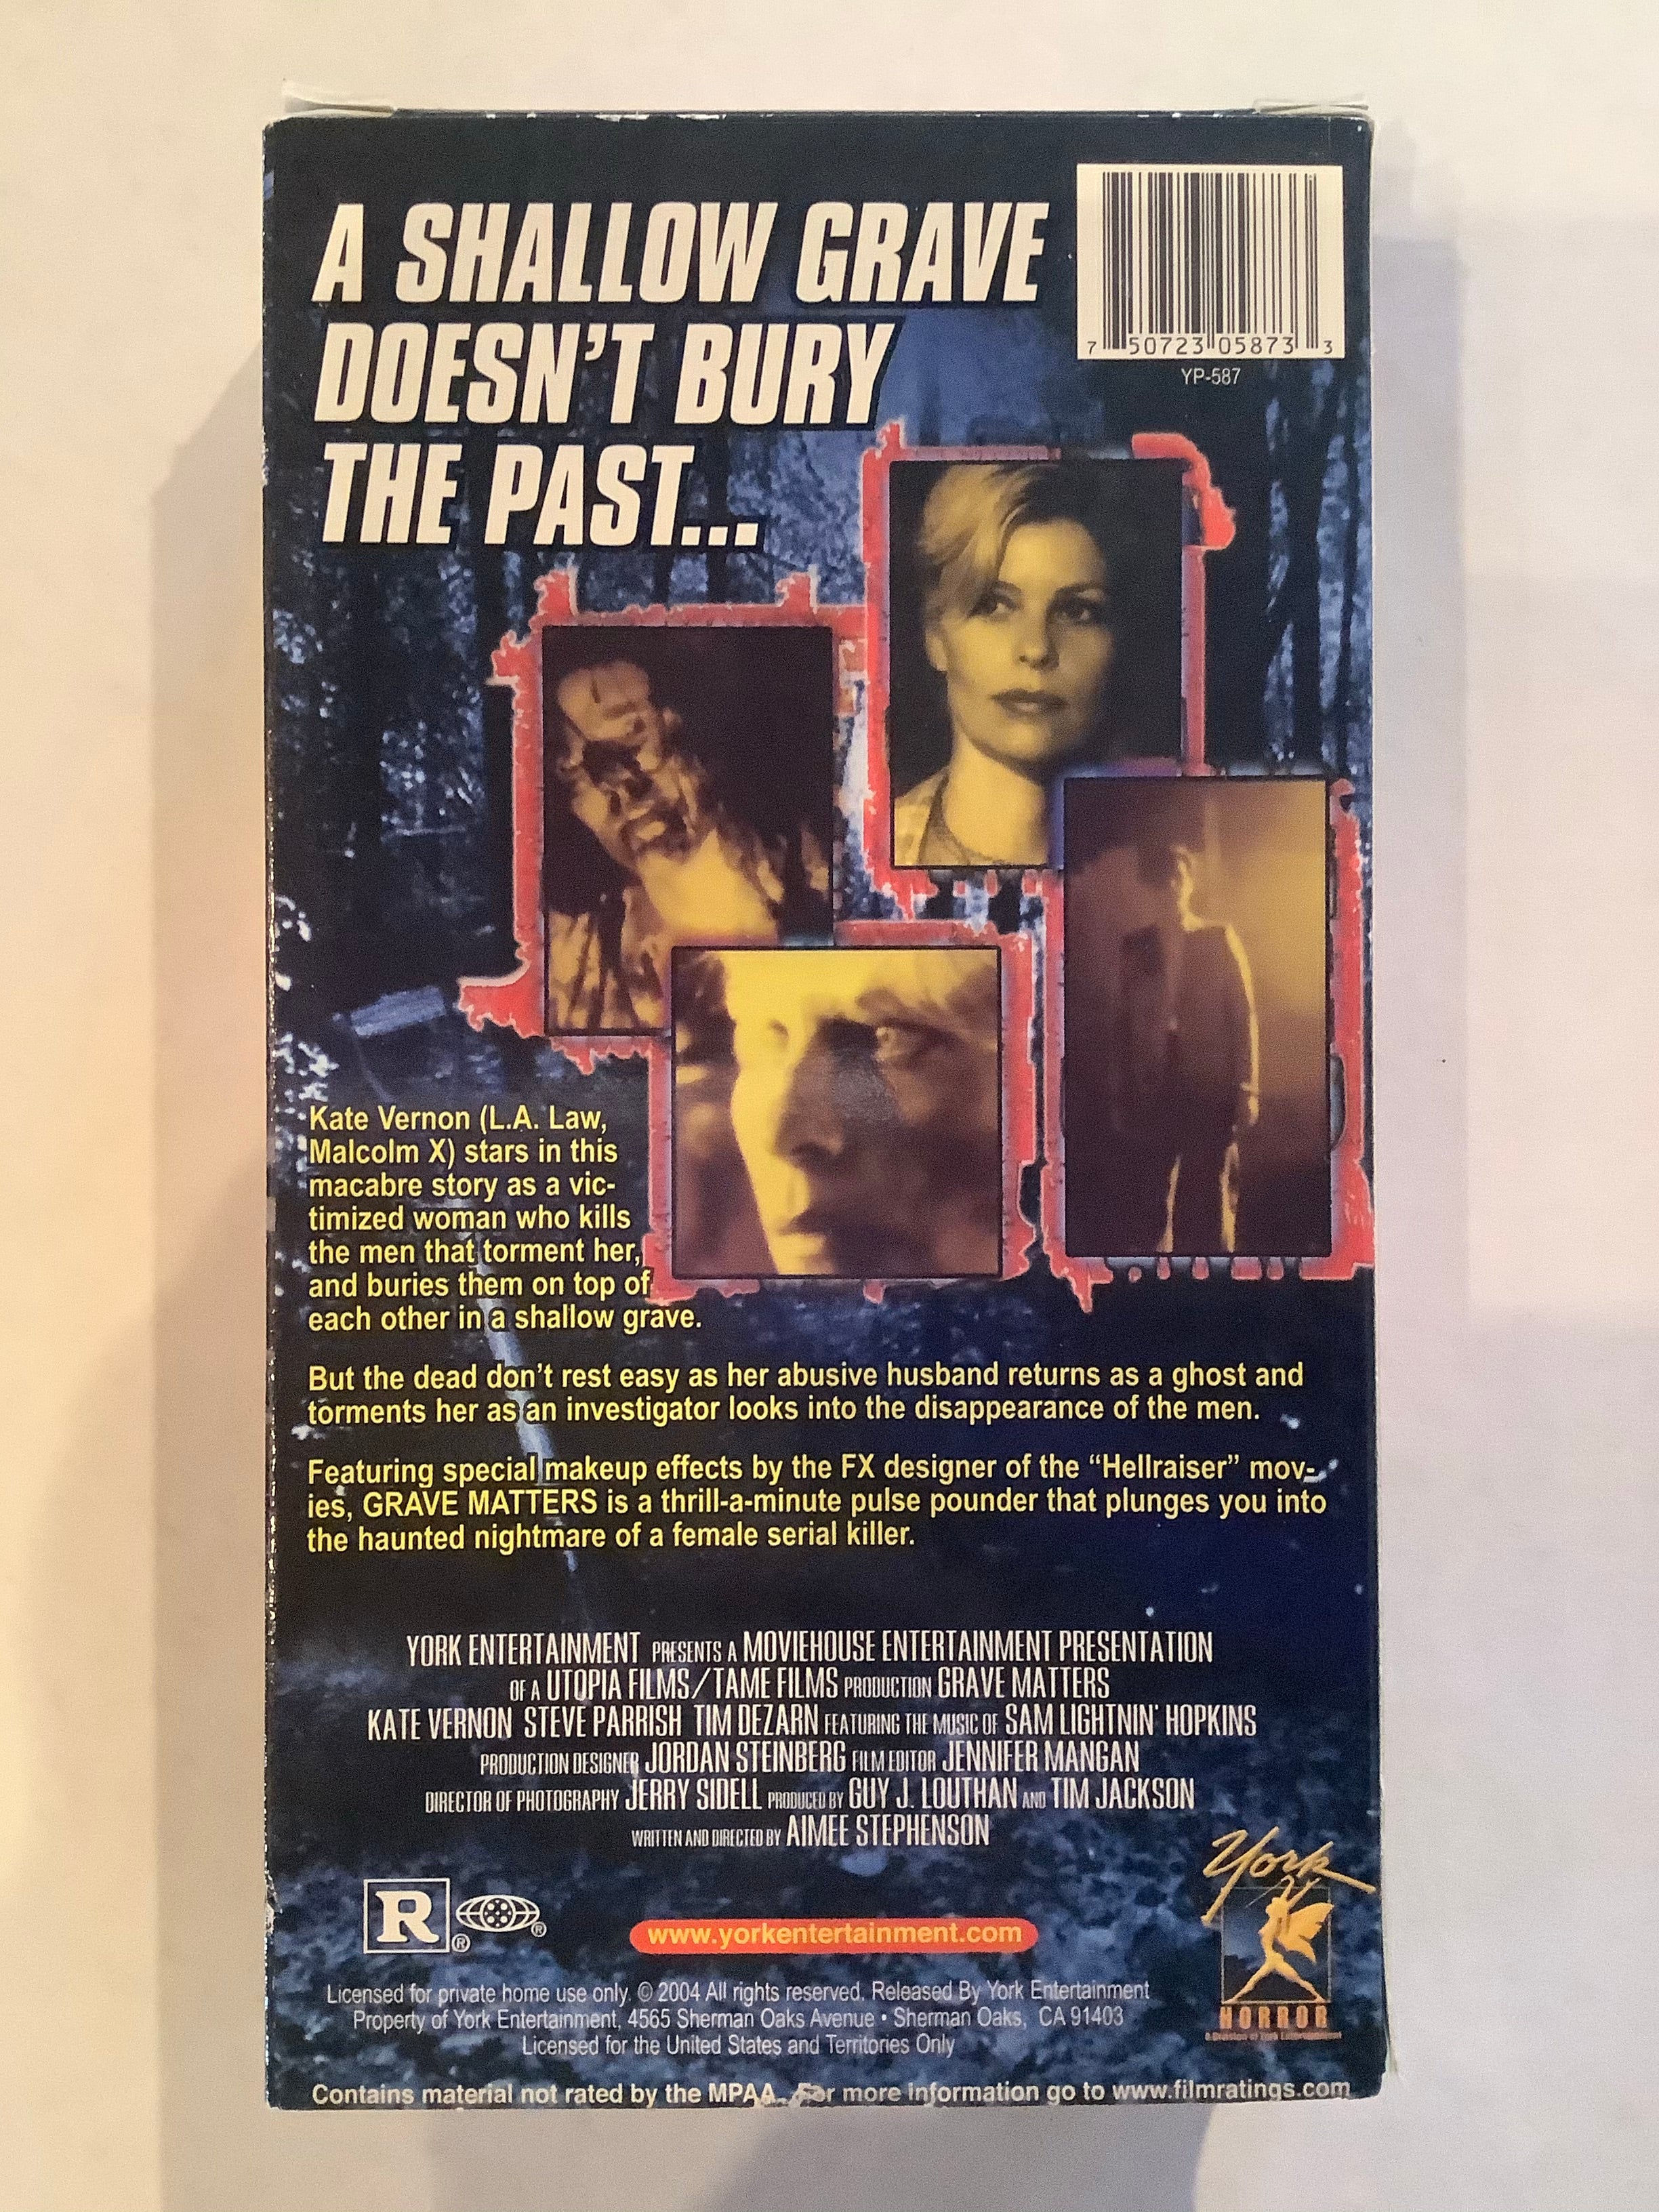 A SHALLOW GRAVE
DOESN'T BURY
THE PAST...
7 50723 05873 3
YP-587
Kate Vernon (L.A. Law,
Malcolm X) stars in this
macabre story as a vic-
timized woman who kills
the men that torment her,
and buries them on top of
each other in a shallow grave.
But the dead don't rest easy as her abusive husband returns as a ghost and
torments her as an investigator looks into the disappearance of the men.
Featuring special makeup effects by the FX designer of the "Hellraiser" mov-
ies, GRAVE MATTERS is a thrill-a-minute pulse pounder that plunges you into
the haunted nightmare of a female serial killer.
YORK ENTERTAINMENT PRESENTS A MOVIEHOUSE ENTERTAINMENT PRESENTATION
OF A UTOPIA FILMS/TAME FILMS PRODUCTION GRAVE MATTERS
KATE VERNON STEVE PARRISH TIM DEZARN FEATURING THE MUSIC OF SAM LIGHTNIN' HOPKINS
PRODUCTION DESIGNER JORDAN STEINBERG FILM EDITOR JENNIFER MANGAN
DIRECTOR OF PHOTOGRAPHY JERRY SIDELL PRODUCED BY GUY J. LOUTHAN AND TIM JACKSON
WRITTEN AND DIRECTED BY AIMEE STEPHENSON
R ® ®
www.yorkentertainment.com
York
HORROR
A Division of York Entertainment
Licensed for private home use only. © 2004 All rights reserved. Released By York Entertainment
Property of York Entertainment, 4565 Sherman Oaks Avenue • Sherman Oaks, CA 91403
Licensed for the United States and Territories Only
Contains material not rated by the MPAA. For more information go to www.filmratings.com